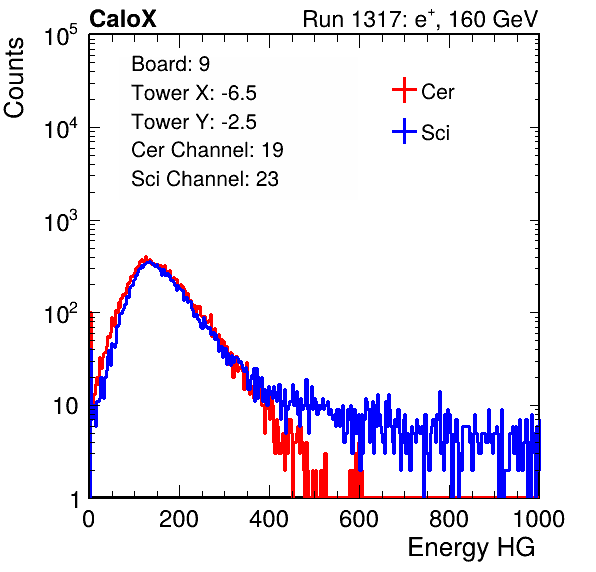 CaloX Run 1317: e⁺, 160 GeV
Counts
Board: 9
Tower X: -6.5
Tower Y: -2.5
Cer Channel: 19
Sci Channel: 23
Cer
Sci
10⁵
10⁴
10³
10²
10
1
0 200 400 600 800 1000
Energy HG